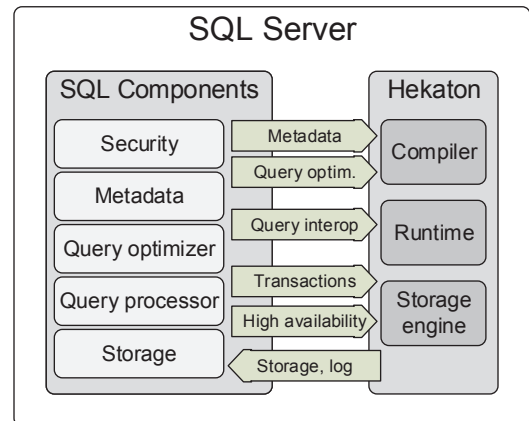 SQL Server
SQL Components
Security
Metadata
Query optimizer
Query processor
Storage
Metadata
Query optim.
Query interop
Transactions
High availability
Storage, log
Hekaton
Compiler
Runtime
Storage
engine